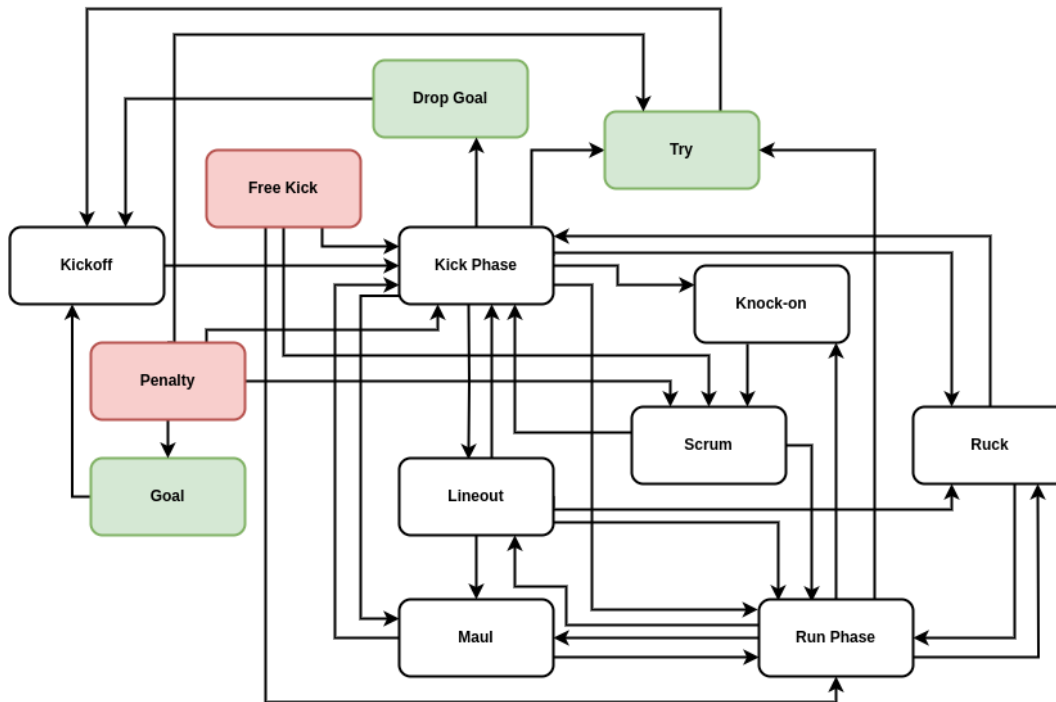 Drop Goal
Try
Free Kick
Kickoff
Kick Phase
Knock-on
Penalty
Scrum
Ruck
Goal
Lineout
Maul
Run Phase